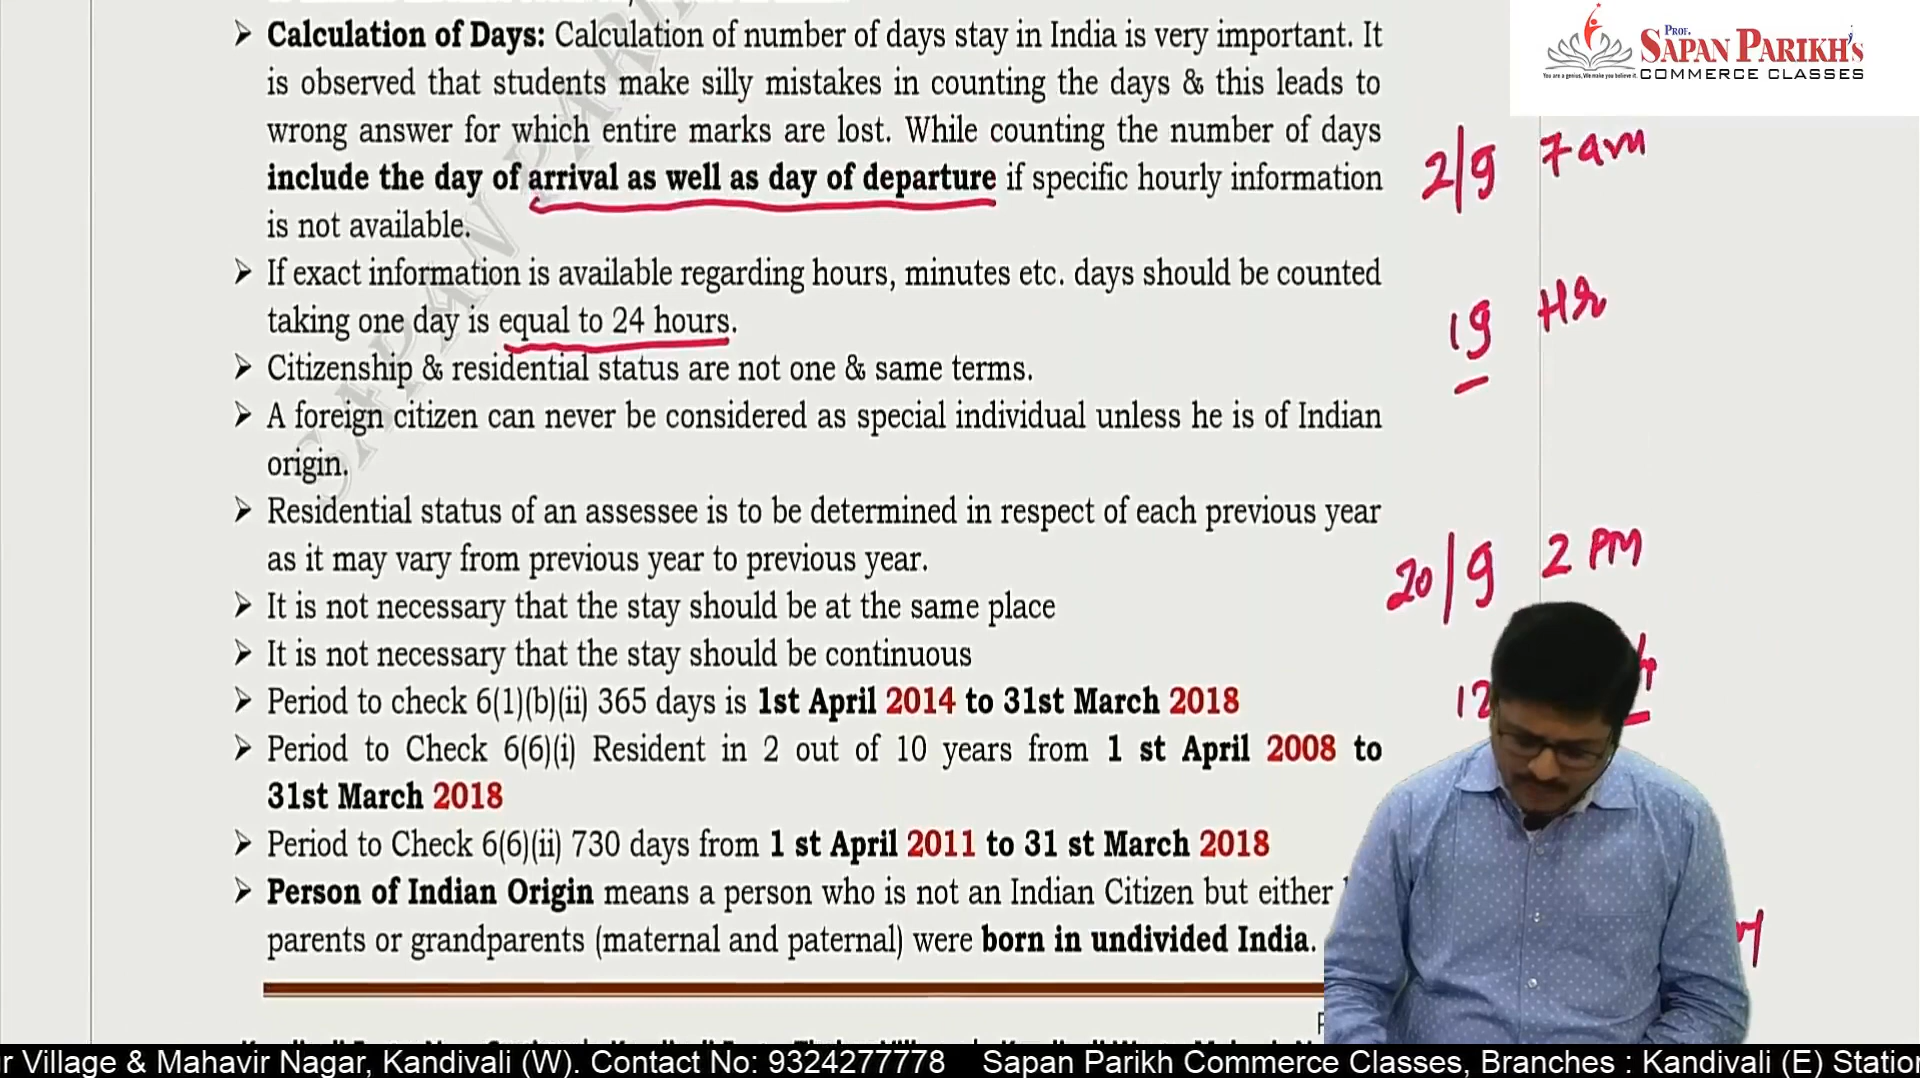 PROF.
SAPAN PARIKH'S
You are a genius, We make you believe it.
COMMERCE CLASSES
➢ Calculation of Days: Calculation of number of days stay in India is very important. It
is observed that students make silly mistakes in counting the days & this leads to
wrong answer for which entire marks are lost. While counting the number of days
include the day of arrival as well as day of departure if specific hourly information
is not available.
➢ If exact information is available regarding hours, minutes etc. days should be counted
taking one day is equal to 24 hours.
➢ Citizenship & residential status are not one & same terms.
➢ A foreign citizen can never be considered as special individual unless he is of Indian
origin.
➢ Residential status of an assessee is to be determined in respect of each previous year
as it may vary from previous year to previous year.
➢ It is not necessary that the stay should be at the same place
➢ It is not necessary that the stay should be continuous
➢ Period to check 6(1)(b)(ii) 365 days is 1st April 2014 to 31st March 2018
➢ Period to Check 6(6)(i) Resident in 2 out of 10 years from 1 st April 2008 to
31st March 2018
➢ Period to Check 6(6)(ii) 730 days from 1 st April 2011 to 31 st March 2018
➢ Person of Indian Origin means a person who is not an Indian Citizen but either
parents or grandparents (maternal and paternal) were born in undivided India.
2/9 7am
19 Hr
20/9 2 PM
12
SAPAN PARIK
ur Village & Mahavir Nagar, Kandivali (W). Contact No: 9324277778 Sapan Parikh Commerce Classes, Branches : Kandivali (E) Station